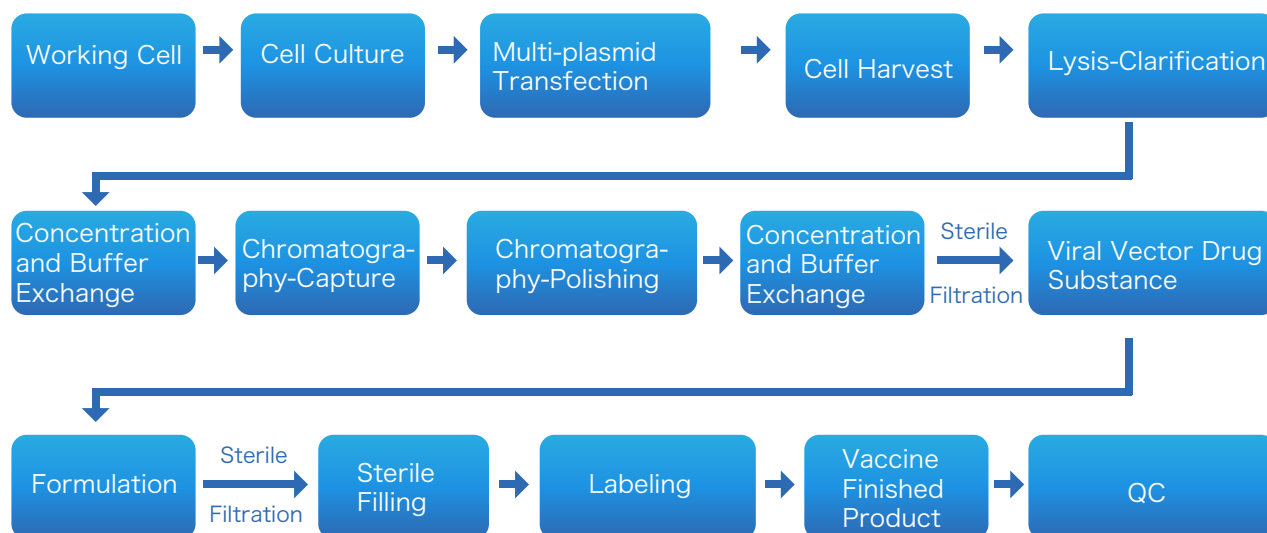 Working Cell
Cell Culture
Multi-plasmid
Transfection
Cell Harvest
Lysis-Clarification
Concentration
and Buffer
Exchange
Chromatogra-
phy-Capture
Chromatogra-
phy-Polishing
Concentration
and Buffer
Exchange
Sterile
Filtration
Viral Vector Drug
Substance
Formulation
Sterile
Filtration
Sterile
Filling
Labeling
Vaccine
Finished
Product
QC